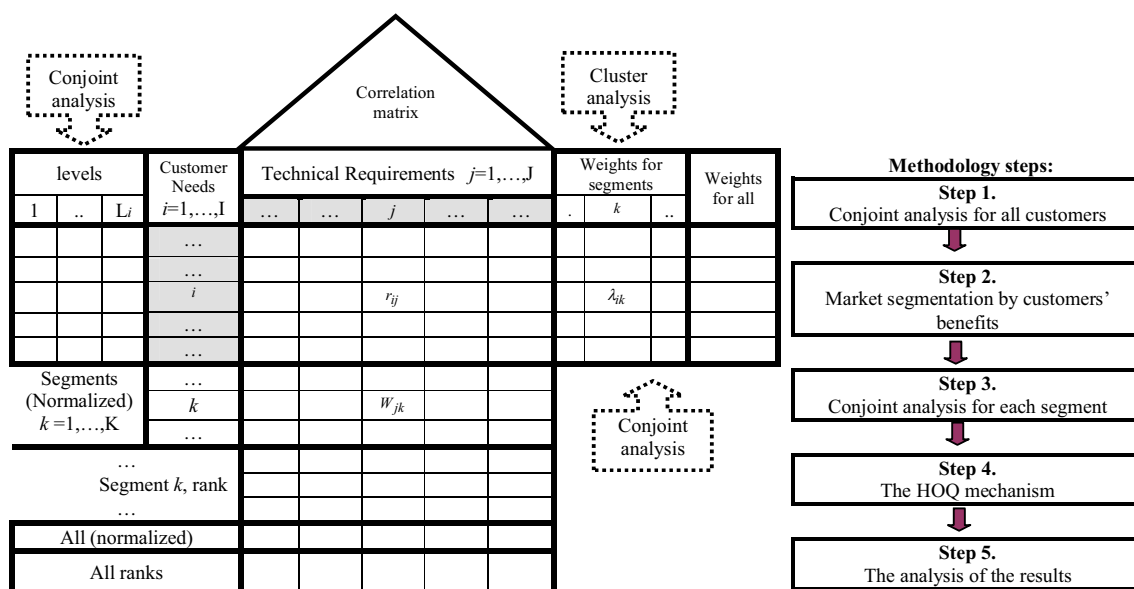 Conjoint
analysis
Correlation
matrix
Cluster
analysis
levels
Customer
Needs
i=1,…,I
Technical Requirements j=1,…,J
Weights for
segments
Weights
for all
1 .. Li
… … j … …
. k ..
…
…
i rij λik
…
…
Segments
(Normalized)
k =1,…,K
…
k Wjk
…
…
Segment k, rank
…
All (normalized)
All ranks
Conjoint
analysis
Methodology steps:
Step 1.
Conjoint analysis for all customers
Step 2.
Market segmentation by customers’
benefits
Step 3.
Conjoint analysis for each segment
Step 4.
The HOQ mechanism
Step 5.
The analysis of the results